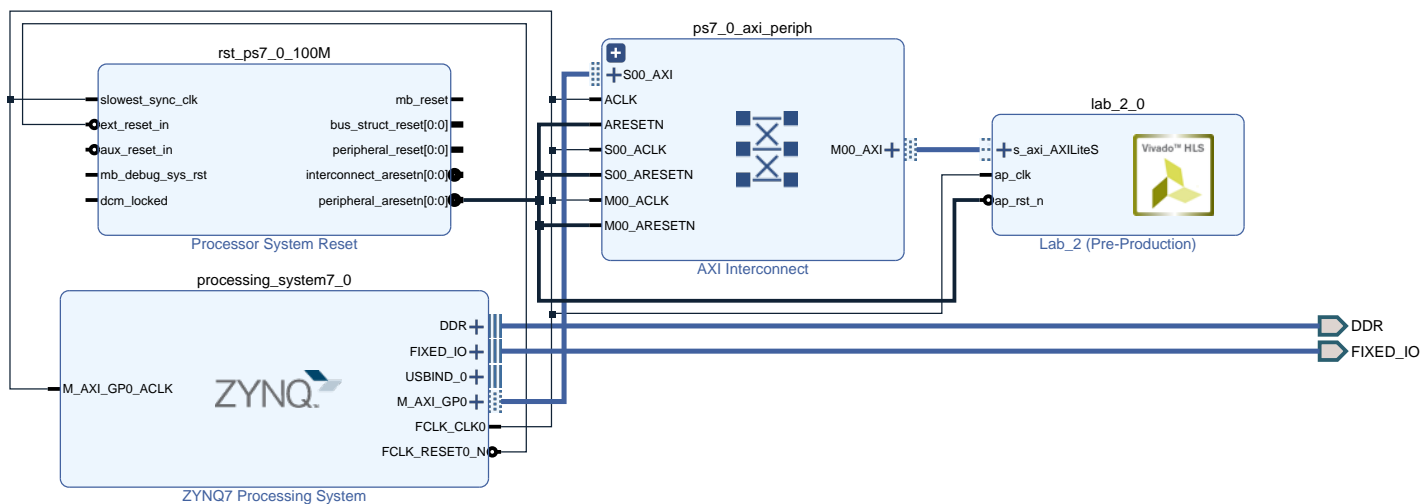 rst_ps7_0_100M
slowest_sync_clk
ext_reset_in
aux_reset_in
mb_debug_sys_rst
dcm_locked
mb_reset
bus_struct_reset[0:0]
peripheral_reset[0:0]
interconnect_aresetn[0:0]
peripheral_aresetn[0:0]
Processor System Reset
ps7_0_axi_periph
S00_AXI
ACLK
ARESETN
S00_ACLK
S00_ARESETN
M00_ACLK
M00_ARESETN
M00_AXI
AXI Interconnect
lab_2_0
s_axi_AXILiteS
ap_clk
ap_rst_n
Vivado™ HLS
Lab_2 (Pre-Production)
processing_system7_0
M_AXI_GP0_ACLK
ZYNQ
DDR
FIXED_IO
USBIND_0
M_AXI_GP0
FCLK_CLK0
FCLK_RESET0_N
ZYNQ7 Processing System
DDR
FIXED_IO